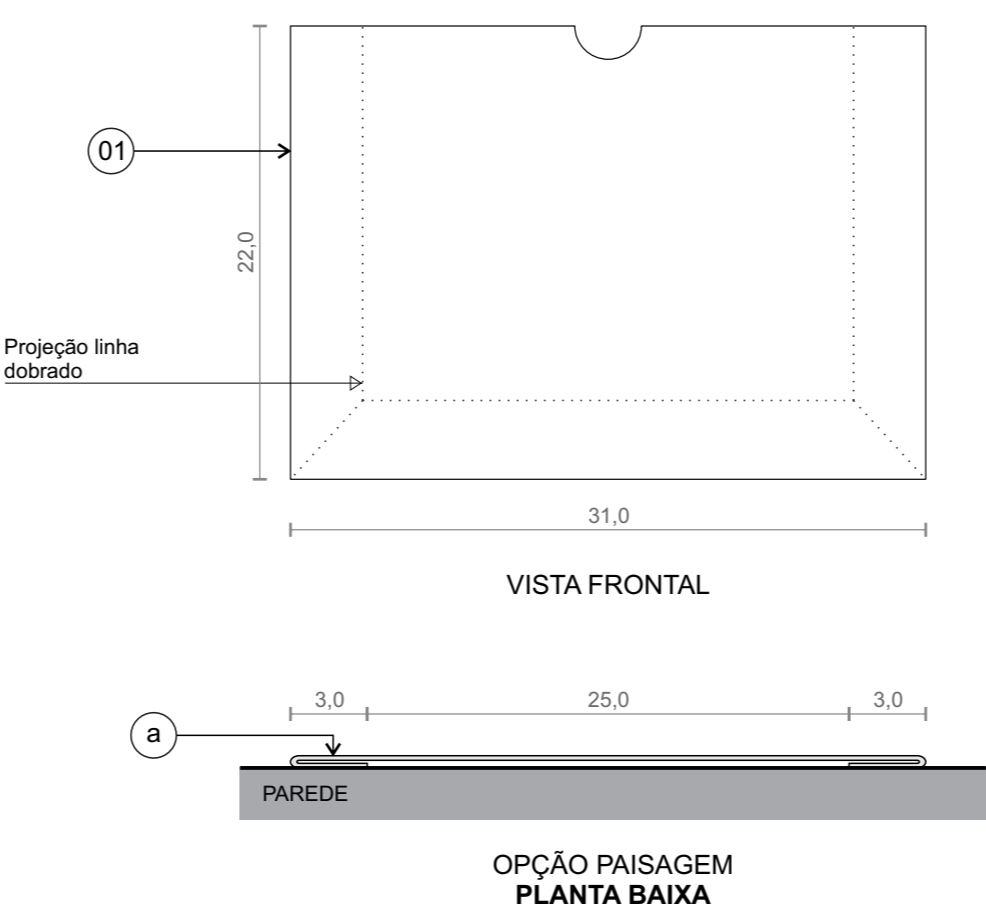 01
22,0
Projeção linha
dobrado
31,0
VISTA FRONTAL
3,0
25,0
3,0
a
PAREDE
OPÇÃO PAISAGEM
PLANTA BAIXA